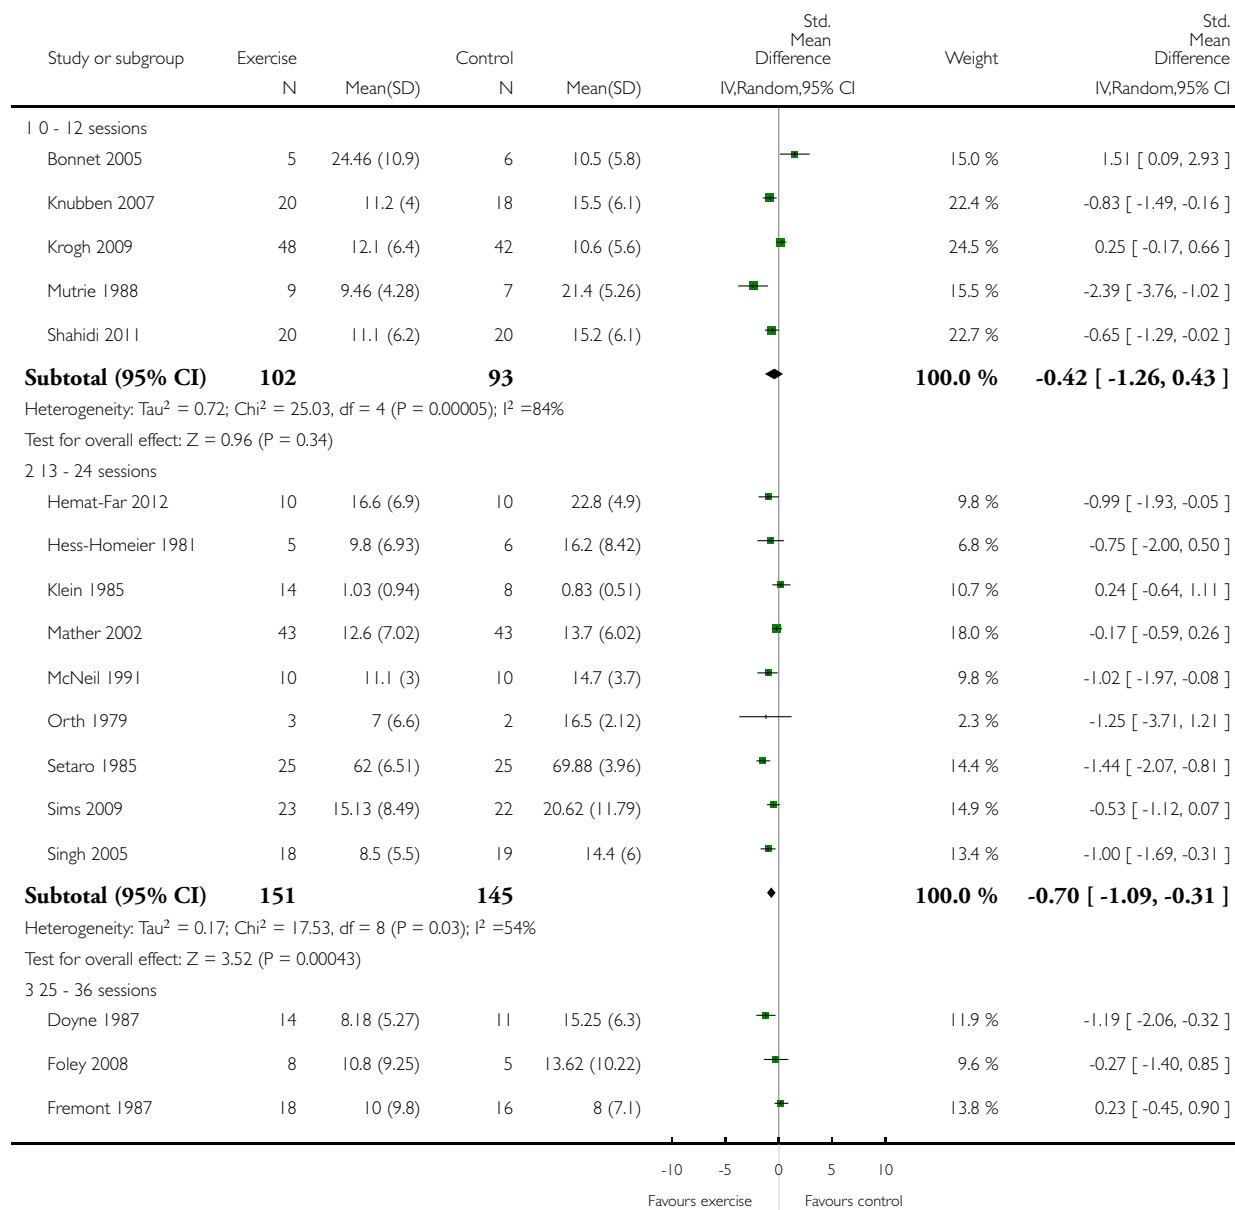 Std. Mean Difference Std. Mean Difference
Study or subgroup Exercise Control Weight
N Mean(SD) N Mean(SD) IV,Random,95% CI IV,Random,95% CI
1 0 - 12 sessions
Bonnet 2005 5 24.46 (10.9) 6 10.5 (5.8) 15.0 % 1.51 [ 0.09, 2.93 ]
Knubben 2007 20 11.2 (4) 18 15.5 (6.1) 22.4 % -0.83 [ -1.49, -0.16 ]
Krogh 2009 48 12.1 (6.4) 42 10.6 (5.6) 24.5 % 0.25 [ -0.17, 0.66 ]
Mutrie 1988 9 9.46 (4.28) 7 21.4 (5.26) 15.5 % -2.39 [ -3.76, -1.02 ]
Shahidi 2011 20 11.1 (6.2) 20 15.2 (6.1) 22.7 % -0.65 [ -1.29, -0.02 ]
Subtotal (95% CI) 102 93 100.0 % -0.42 [ -1.26, 0.43 ]
Heterogeneity: Tau² = 0.72; Chi² = 25.03, df = 4 (P = 0.00005); I² =84%
Test for overall effect: Z = 0.96 (P = 0.34)
2 13 - 24 sessions
Hemat-Far 2012 10 16.6 (6.9) 10 22.8 (4.9) 9.8 % -0.99 [ -1.93, -0.05 ]
Hess-Homeier 1981 5 9.8 (6.93) 6 16.2 (8.42) 6.8 % -0.75 [ -2.00, 0.50 ]
Klein 1985 14 1.03 (0.94) 8 0.83 (0.51) 10.7 % 0.24 [ -0.64, 1.11 ]
Mather 2002 43 12.6 (7.02) 43 13.7 (6.02) 18.0 % -0.17 [ -0.59, 0.26 ]
McNeil 1991 10 11.1 (3) 10 14.7 (3.7) 9.8 % -1.02 [ -1.97, -0.08 ]
Orth 1979 3 7 (6.6) 2 16.5 (2.12) 2.3 % -1.25 [ -3.71, 1.21 ]
Setaro 1985 25 62 (6.51) 25 69.88 (3.96) 14.4 % -1.44 [ -2.07, -0.81 ]
Sims 2009 23 15.13 (8.49) 22 20.62 (11.79) 14.9 % -0.53 [ -1.12, 0.07 ]
Singh 2005 18 8.5 (5.5) 19 14.4 (6) 13.4 % -1.00 [ -1.69, -0.31 ]
Subtotal (95% CI) 151 145 100.0 % -0.70 [ -1.09, -0.31 ]
Heterogeneity: Tau² = 0.17; Chi² = 17.53, df = 8 (P = 0.03); I² =54%
Test for overall effect: Z = 3.52 (P = 0.00043)
3 25 - 36 sessions
Doyne 1987 14 8.18 (5.27) 11 15.25 (6.3) 11.9 % -1.19 [ -2.06, -0.32 ]
Foley 2008 8 10.8 (9.25) 5 13.62 (10.22) 9.6 % -0.27 [ -1.40, 0.85 ]
Fremont 1987 18 10 (9.8) 16 8 (7.1) 13.8 % 0.23 [ -0.45, 0.90 ]
-10 -5 0 5 10
Favours exercise Favours control